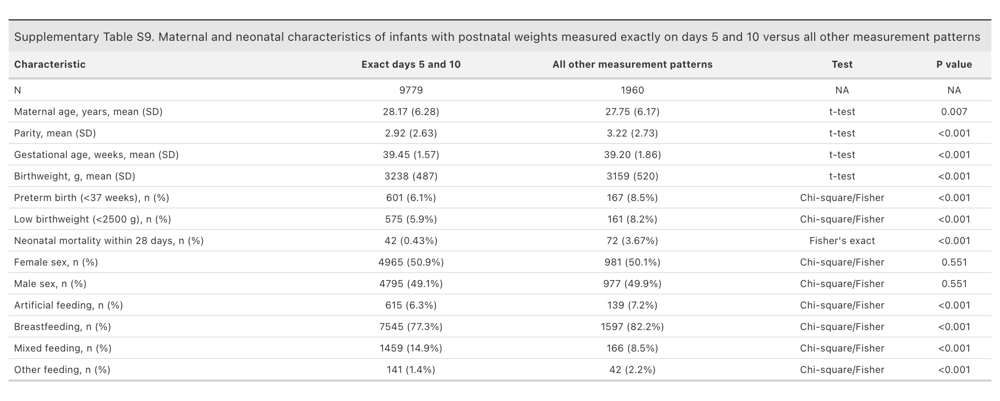 Supplementary Table S9. Maternal and neonatal characteristics of infants with postnatal weights measured exactly on days 5 and 10 versus all other measurement patterns
Characteristic Exact days 5 and 10 All other measurement patterns Test P value
N 9779 1960 NA NA
Maternal age, years, mean (SD) 28.17 (6.28) 27.75 (6.17) t-test 0.007
Parity, mean (SD) 2.92 (2.63) 3.22 (2.73) t-test <0.001
Gestational age, weeks, mean (SD) 39.45 (1.57) 39.20 (1.86) t-test <0.001
Birthweight, g, mean (SD) 3238 (487) 3159 (520) t-test <0.001
Preterm birth (<37 weeks), n (%) 601 (6.1%) 167 (8.5%) Chi-square/Fisher <0.001
Low birthweight (<2500 g), n (%) 575 (5.9%) 161 (8.2%) Chi-square/Fisher <0.001
Neonatal mortality within 28 days, n (%) 42 (0.43%) 72 (3.67%) Fisher's exact <0.001
Female sex, n (%) 4965 (50.9%) 981 (50.1%) Chi-square/Fisher 0.551
Male sex, n (%) 4795 (49.1%) 977 (49.9%) Chi-square/Fisher 0.551
Artificial feeding, n (%) 615 (6.3%) 139 (7.2%) Chi-square/Fisher <0.001
Breastfeeding, n (%) 7545 (77.3%) 1597 (82.2%) Chi-square/Fisher <0.001
Mixed feeding, n (%) 1459 (14.9%) 166 (8.5%) Chi-square/Fisher <0.001
Other feeding, n (%) 141 (1.4%) 42 (2.2%) Chi-square/Fisher <0.001